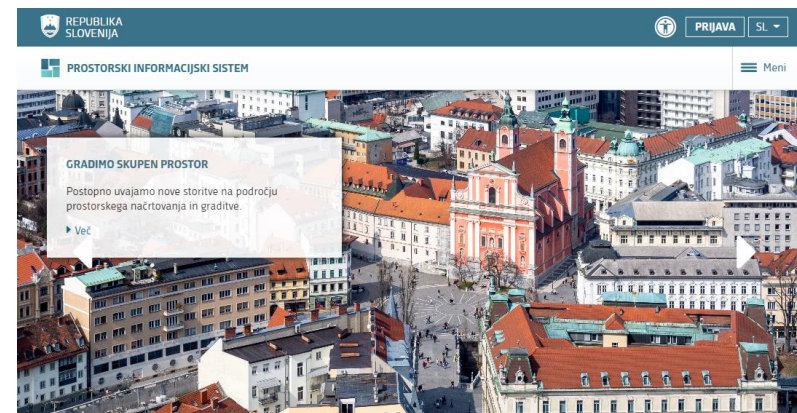 REPUBLIKA
SLOVENIJA
PRIJAVA
SL
PROSTORSKI INFORMACIJSKI SISTEM
Meni
GRADIMO SKUPEN PROSTOR
Postopno uvajamo nove storitve na področju
prostorskega načrtovanja in graditve.
Več